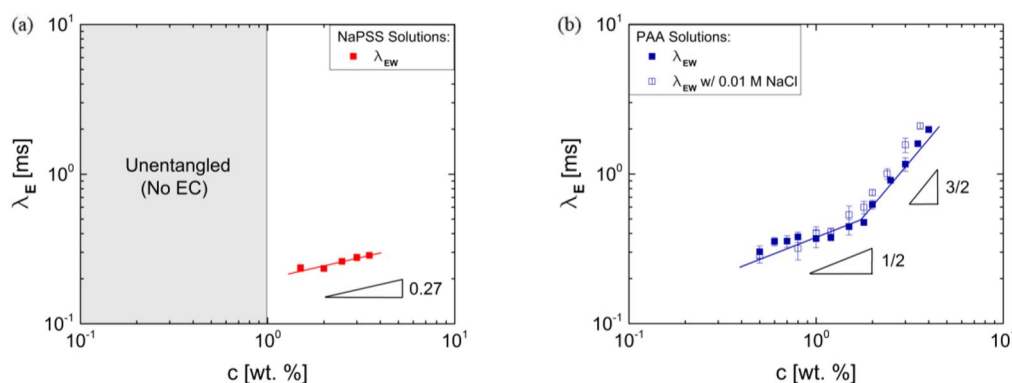 (a)
NaPSS Solutions:
λEW
Unentangled
(No EC)
0.27
λE [ms]
10¹
10⁰
10⁻¹
10⁻¹
10⁰
10¹
c [wt. %]
(b)
PAA Solutions:
λEW
λEW w/ 0.01 M NaCl
3/2
1/2
λE [ms]
10¹
10⁰
10⁻¹
10⁻¹
10⁰
10¹
c [wt. %]